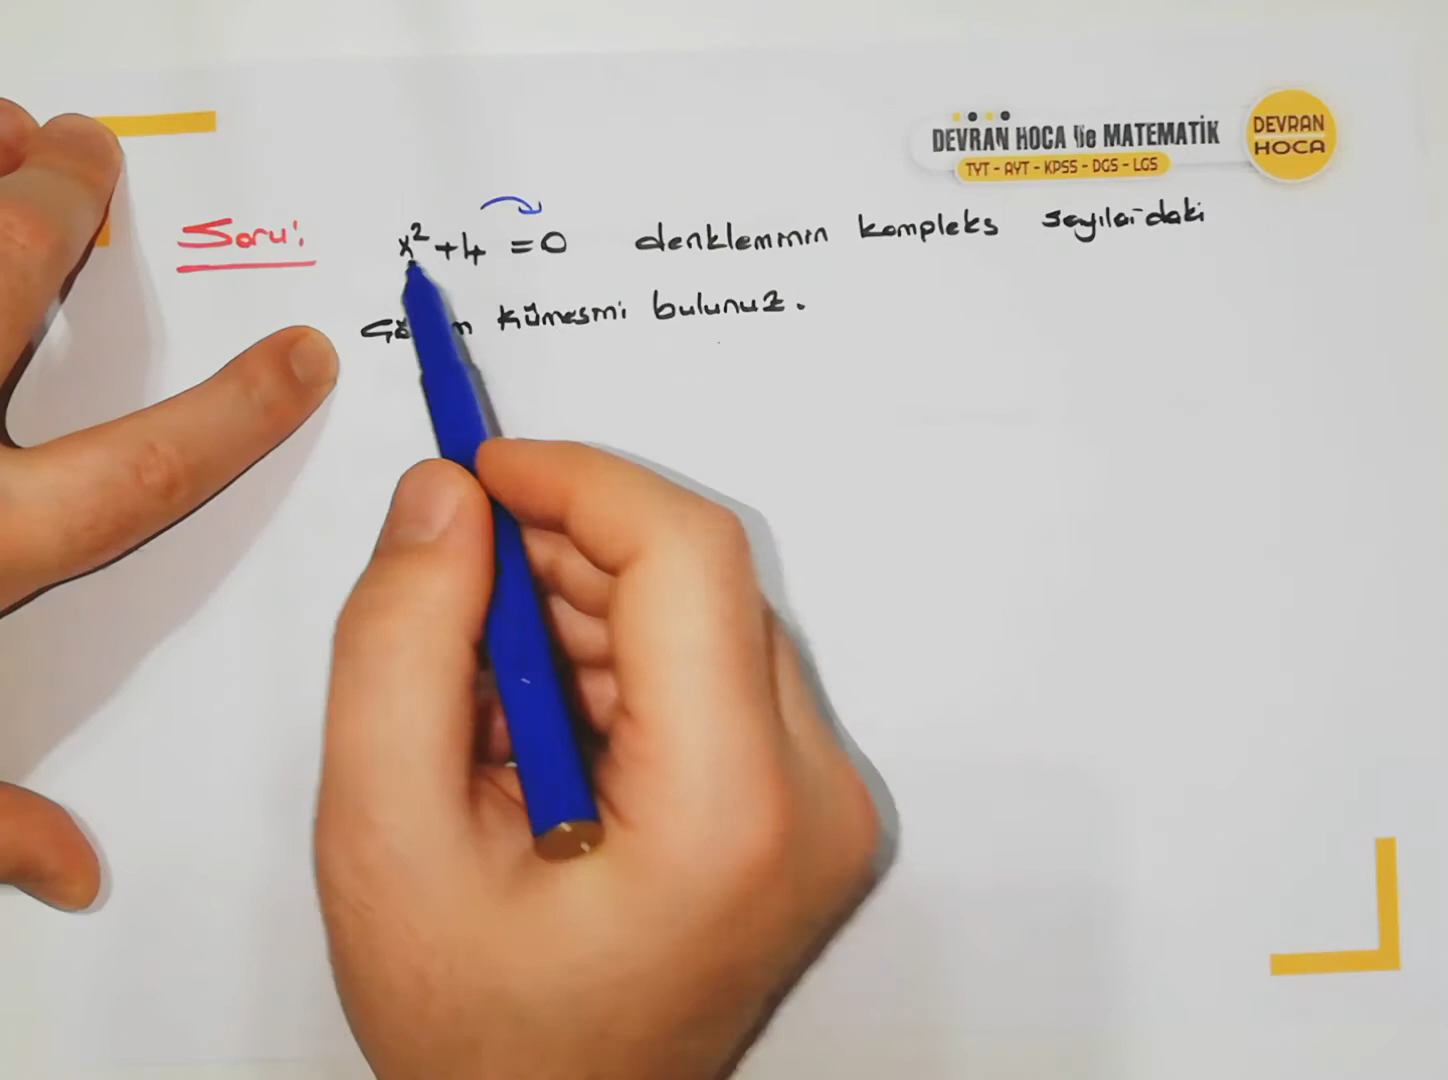 DEVRAN HOCA ile MATEMATİK
TYT - AYT - KPSS - DGS - LGS
DEVRAN
HOCA
Soru: x²+4=0 denkleminin kompleks sayılardaki
kümesini bulunuz.